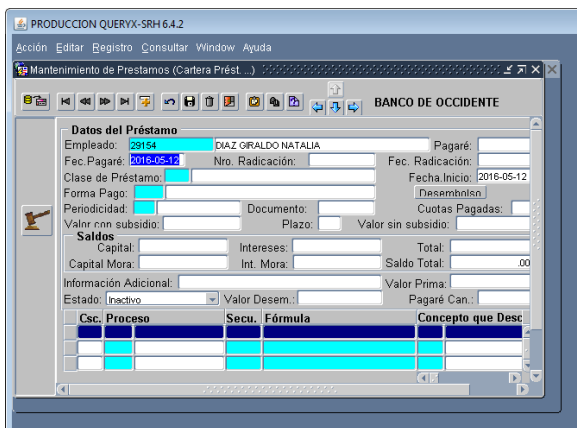 PRODUCCION QUERYX-SRH 6.4.2
Acción Editar Registro Consultar Window Ayuda
Mantenimiento de Prestamos (Cartera Prést. ...)
BANCO DE OCCIDENTE
Datos del Préstamo
Empleado: 29154 DIAZ GIRALDO NATALIA Pagaré:
Fec.Pagaré: 2016-05-12 Nro. Radicación: Fec. Radicación:
Clase de Préstamo: Fecha.Inicio: 2016-05-12
Forma Pago: Desembolso
Periodicidad: Documento: Cuotas Pagadas:
Valor con subsidio: Plazo: Valor sin subsidio:
Saldos
Capital: Intereses: Total:
Capital Mora: Int. Mora: Saldo Total: .00
Información Adicional: Valor Prima:
Estado: Inactivo Valor Desem.: Pagaré Can.:
Csc. Proceso Secu. Fórmula Concepto que Desc